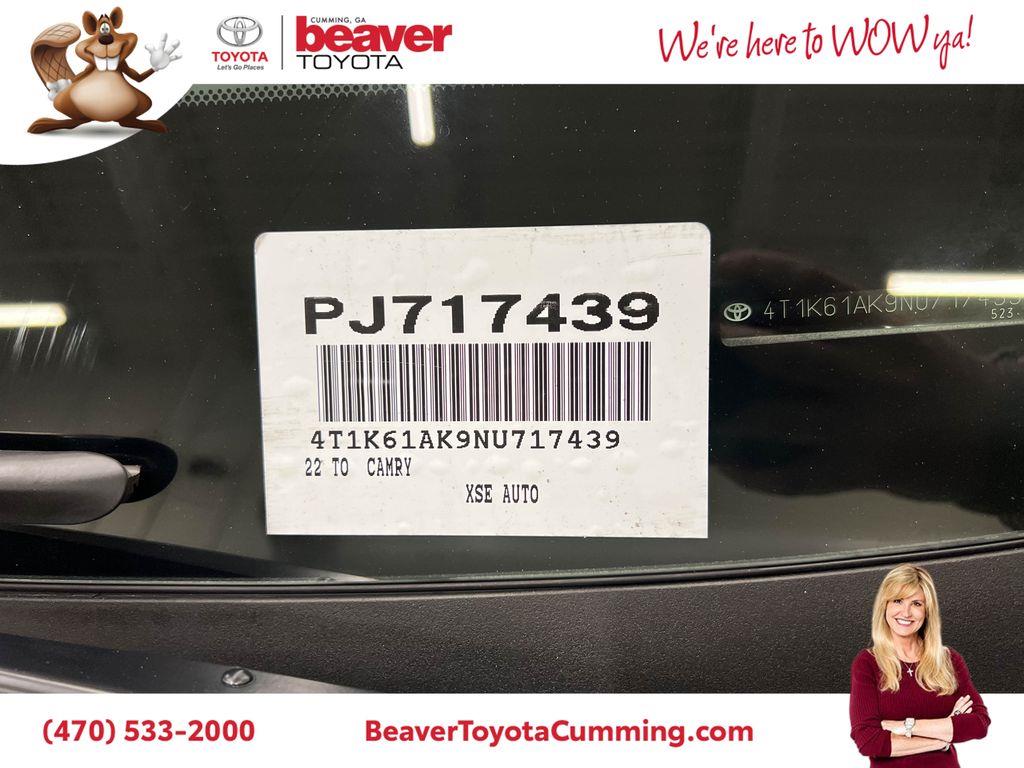 CUMMING, GA
TOYOTA
Let's Go Places
beaver
TOYOTA
We're here to WOW ya!
PJ717439
4T1K61AK9NU717439
22 TO CAMRY
XSE AUTO
4T1K61AK9NU717439
523-
(470) 533-2000
BeaverToyotaCumming.com